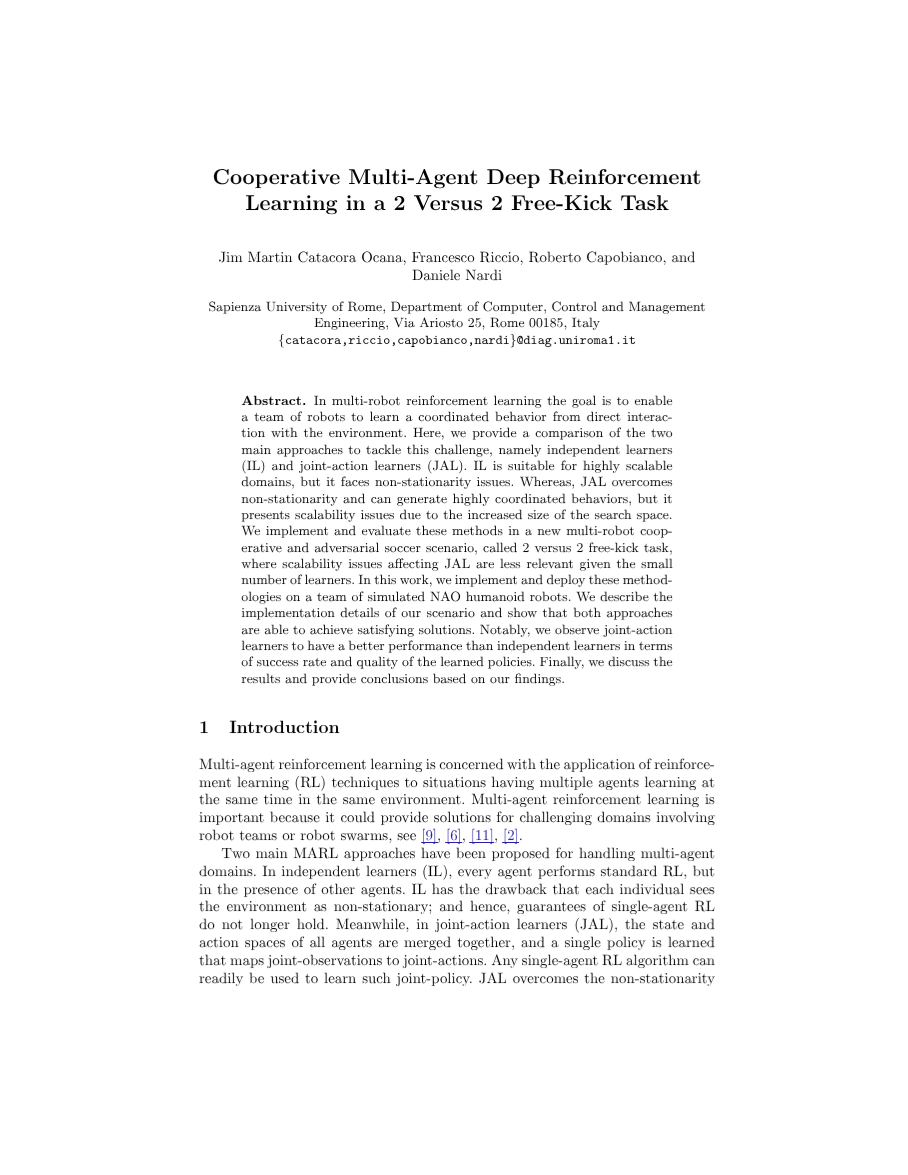 Cooperative Multi-Agent Deep Reinforcement
Learning in a 2 Versus 2 Free-Kick Task
Jim Martin Catacora Ocana, Francesco Riccio, Roberto Capobianco, and
Daniele Nardi
Sapienza University of Rome, Department of Computer, Control and Management
Engineering, Via Ariosto 25, Rome 00185, Italy
{catacora,riccio,capobianco,nardi}@diag.uniroma1.it
Abstract. In multi-robot reinforcement learning the goal is to enable
a team of robots to learn a coordinated behavior from direct interac-
tion with the environment. Here, we provide a comparison of the two
main approaches to tackle this challenge, namely independent learners
(IL) and joint-action learners (JAL). IL is suitable for highly scalable
domains, but it faces non-stationarity issues. Whereas, JAL overcomes
non-stationarity and can generate highly coordinated behaviors, but it
presents scalability issues due to the increased size of the search space.
We implement and evaluate these methods in a new multi-robot coop-
erative and adversarial soccer scenario, called 2 versus 2 free-kick task,
where scalability issues affecting JAL are less relevant given the small
number of learners. In this work, we implement and deploy these method-
ologies on a team of simulated NAO humanoid robots. We describe the
implementation details of our scenario and show that both approaches
are able to achieve satisfying solutions. Notably, we observe joint-action
learners to have a better performance than independent learners in terms
of success rate and quality of the learned policies. Finally, we discuss the
results and provide conclusions based on our findings.
1 Introduction
Multi-agent reinforcement learning is concerned with the application of reinforce-
ment learning (RL) techniques to situations having multiple agents learning at
the same time in the same environment. Multi-agent reinforcement learning is
important because it could provide solutions for challenging domains involving
robot teams or robot swarms, see [9], [6], [11], [2].
Two main MARL approaches have been proposed for handling multi-agent
domains. In independent learners (IL), every agent performs standard RL, but
in the presence of other agents. IL has the drawback that each individual sees
the environment as non-stationary; and hence, guarantees of single-agent RL
do not longer hold. Meanwhile, in joint-action learners (JAL), the state and
action spaces of all agents are merged together, and a single policy is learned
that maps joint-observations to joint-actions. Any single-agent RL algorithm can
readily be used to learn such joint-policy. JAL overcomes the non-stationarity